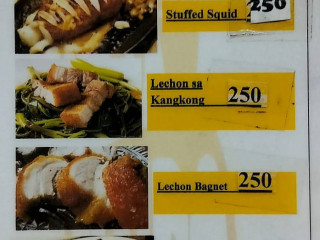 Stuffed Squid 250
Lechon sa
Kangkong 250
Lechon Bagnet 250